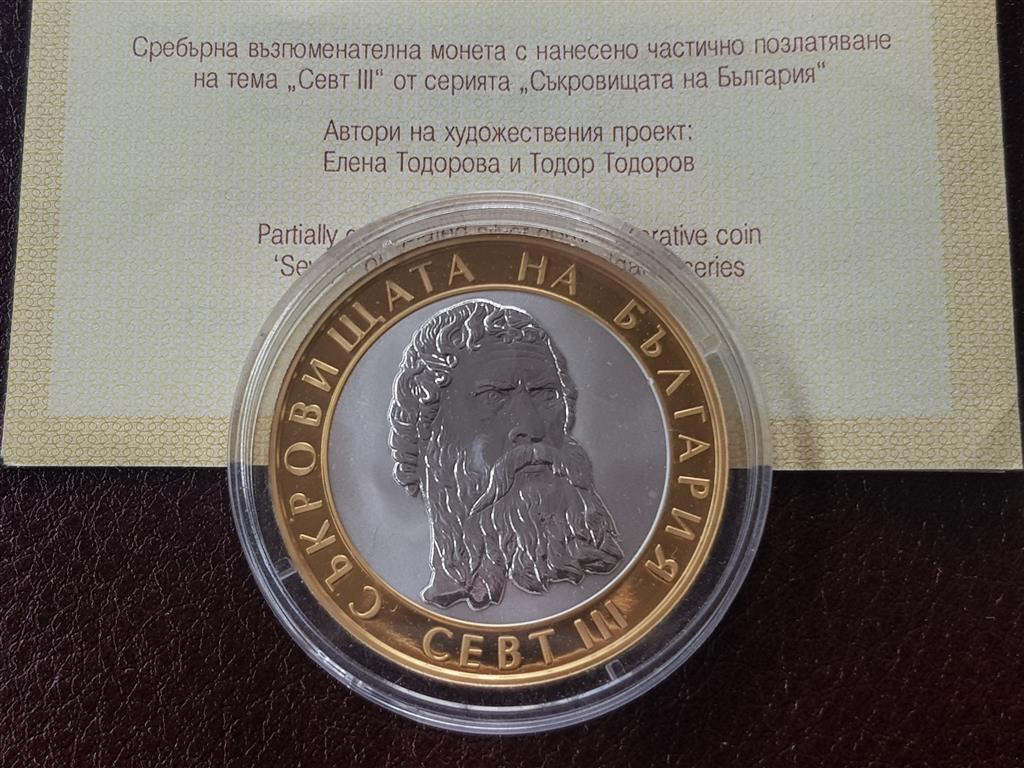 Сребърна възпоменателна монета с нанесено частично позлатяване
на тема „Севт III“ от серията „Съкровищата на България“
Автори на художествения проект:
Елена Тодорова и Тодор Тодоров
Partially coin
series
СЪКРОВИЩАТА НА БЪЛГАРИЯ
СЕВТ III